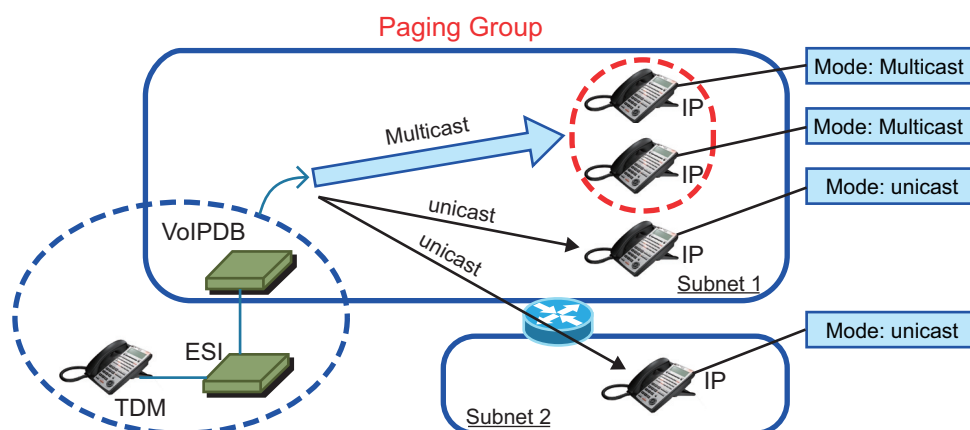 Paging Group
Mode: Multicast
IP
Multicast
Mode: Multicast
IP
Mode: unicast
unicast
IP
VoIPDB
unicast
Subnet 1
Mode: unicast
ESI
IP
TDM
Subnet 2